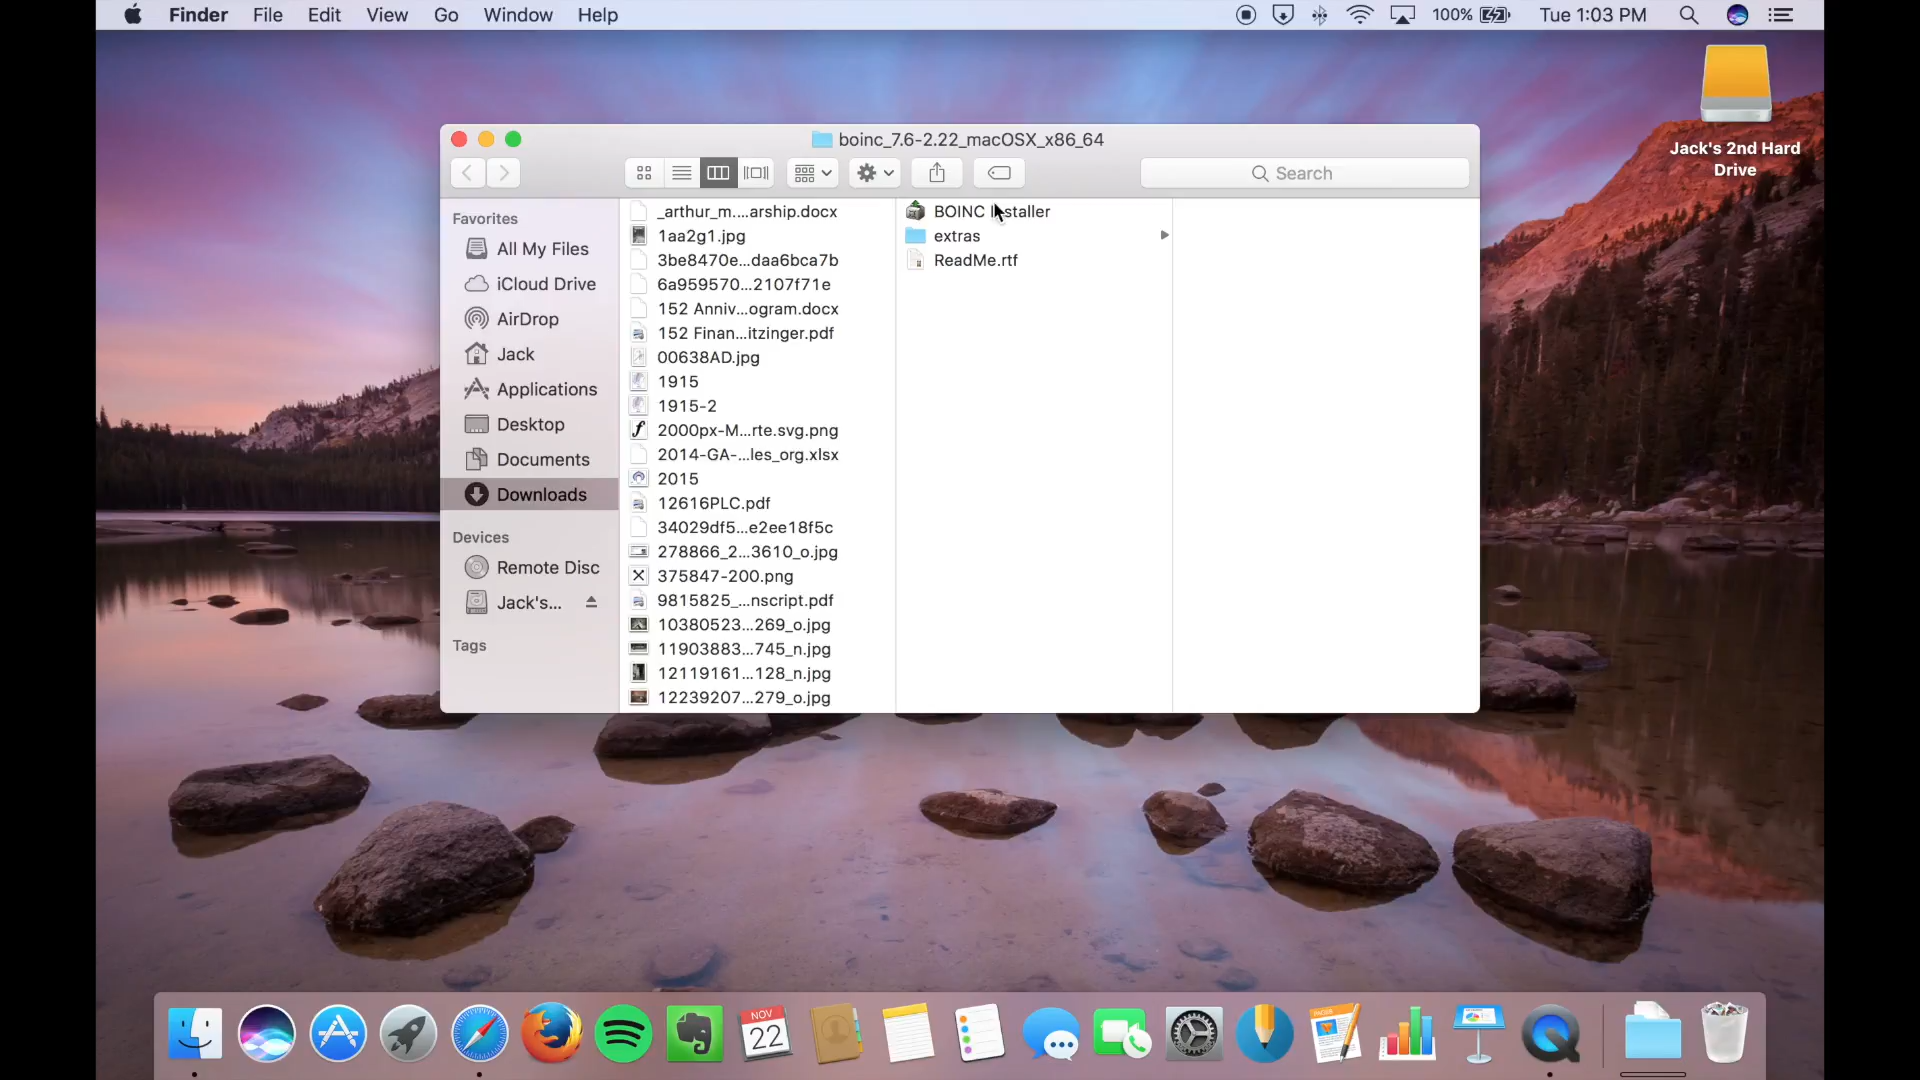 Finder File Edit View Go Window Help 100% Tue 1:03 PM
Jack's 2nd Hard
Drive
boinc_7.6-2.22_macOSX_x86_64
Search
Favorites
All My Files
iCloud Drive
AirDrop
Jack
Applications
Desktop
Documents
Downloads
Devices
Remote Disc
Jack's...
Tags
_arthur_m....arship.docx
1aa2g1.jpg
3be8470e...daa6bca7b
6a959570...2107f71e
152 Anniv...ogram.docx
152 Finan...itzinger.pdf
00638AD.jpg
1915
1915-2
2000px-M...rte.svg.png
2014-GA-...les_org.xlsx
2015
12616PLC.pdf
34029df5...e2ee18f5c
278866_2...3610_o.jpg
375847-200.png
9815825_...nscript.pdf
10380523...269_o.jpg
11903883...745_n.jpg
12119161...128_n.jpg
12239207...279_o.jpg
BOINC Installer
extras
ReadMe.rtf
NOV
22
PAGES